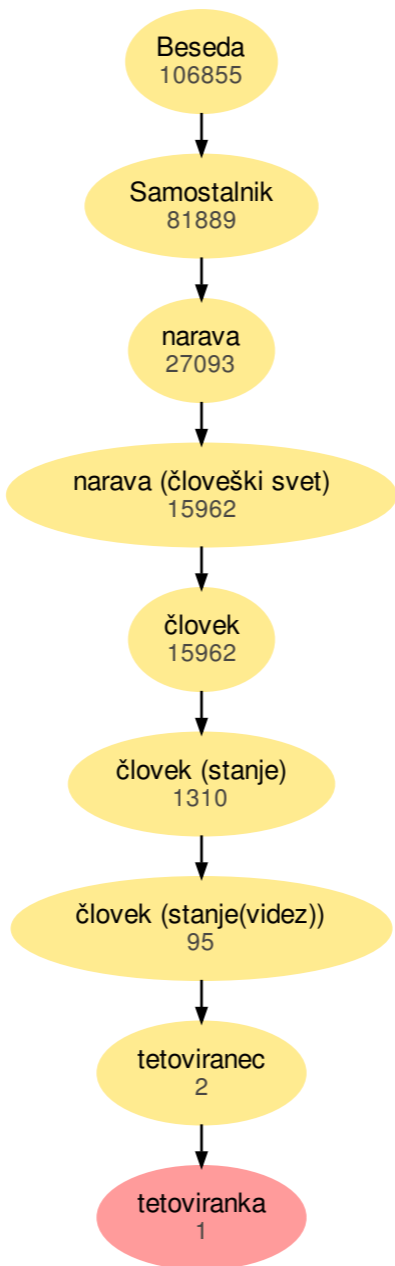 Beseda
106855
Samostalnik
81889
narava
27093
narava (človeški svet)
15962
človek
15962
človek (stanje)
1310
človek (stanje(videz))
95
tetoviranec
2
tetoviranka
1